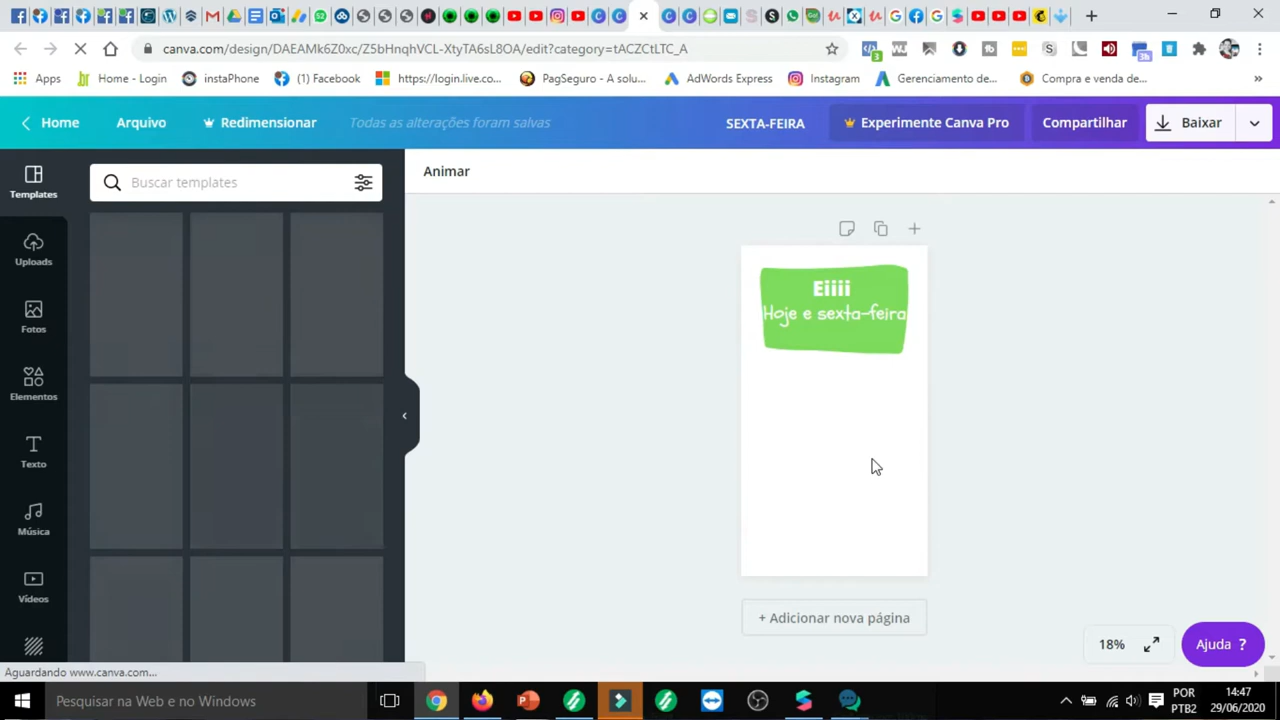 canva.com/design/DAEAMk6Z0xc/Z5bHnqhVCL-XtyTA6sL8OA/edit?category=tACZCtLTC_A
3
3h
Apps
Home - Login
instaPhone
(1) Facebook
https://login.live.co...
PagSeguro - A solu...
AdWords Express
Instagram
Gerenciamento de...
Compra e venda de...
»
Home
Arquivo
Redimensionar
Todas as alterações foram salvas
SEXTA-FEIRA
Experimente Canva Pro
Compartilhar
Baixar
Templates
Buscar templates
Animar
Uploads
Fotos
Elementos
Texto
Música
Vídeos
Eiiii
Hoje e sexta-feira
+ Adicionar nova página
18%
Ajuda ?
Aguardando www.canva.com...
Pesquisar na Web e no Windows
POR
PTB2
14:47
29/06/2020